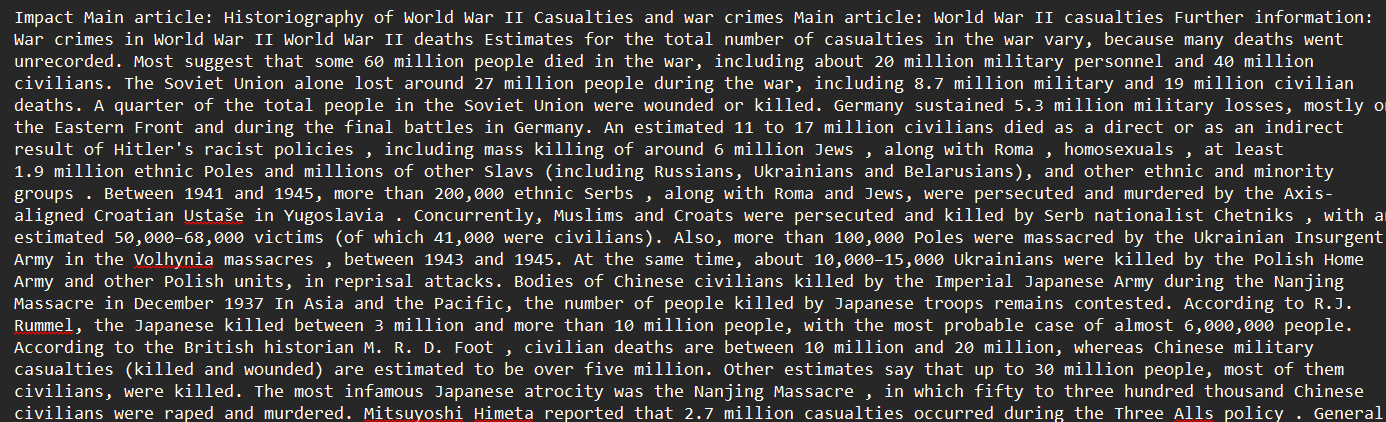 Impact Main article: Historiography of World War II Casualties and war crimes Main article: World War II casualties Further information:
War crimes in World War II World War II deaths Estimates for the total number of casualties in the war vary, because many deaths went
unrecorded. Most suggest that some 60 million people died in the war, including about 20 million military personnel and 40 million
civilians. The Soviet Union alone lost around 27 million people during the war, including 8.7 million military and 19 million civilian
deaths. A quarter of the total people in the Soviet Union were wounded or killed. Germany sustained 5.3 million military losses, mostly
the Eastern Front and during the final battles in Germany. An estimated 11 to 17 million civilians died as a direct or as an indirect
result of Hitler's racist policies , including mass killing of around 6 million Jews , along with Roma , homosexuals , at least
1.9 million ethnic Poles and millions of other Slavs (including Russians, Ukrainians and Belarusians), and other ethnic and minority
groups . Between 1941 and 1945, more than 200,000 ethnic Serbs , along with Roma and Jews, were persecuted and murdered by the Axis-
aligned Croatian Ustaše in Yugoslavia . Concurrently, Muslims and Croats were persecuted and killed by Serb nationalist Chetniks , with
estimated 50,000–68,000 victims (of which 41,000 were civilians). Also, more than 100,000 Poles were massacred by the Ukrainian Insurgent
Army in the Volhynia massacres , between 1943 and 1945. At the same time, about 10,000–15,000 Ukrainians were killed by the Polish Home
Army and other Polish units, in reprisal attacks. Bodies of Chinese civilians killed by the Imperial Japanese Army during the Nanjing
Massacre in December 1937 In Asia and the Pacific, the number of people killed by Japanese troops remains contested. According to R.J.
Rummel, the Japanese killed between 3 million and more than 10 million people, with the most probable case of almost 6,000,000 people.
According to the British historian M. R. D. Foot , civilian deaths are between 10 million and 20 million, whereas Chinese military
casualties (killed and wounded) are estimated to be over five million. Other estimates say that up to 30 million people, most of them
civilians, were killed. The most infamous Japanese atrocity was the Nanjing Massacre , in which fifty to three hundred thousand Chinese
civilians were raped and murdered. Mitsuyoshi Himeta reported that 2.7 million casualties occurred during the Three Alls policy . General